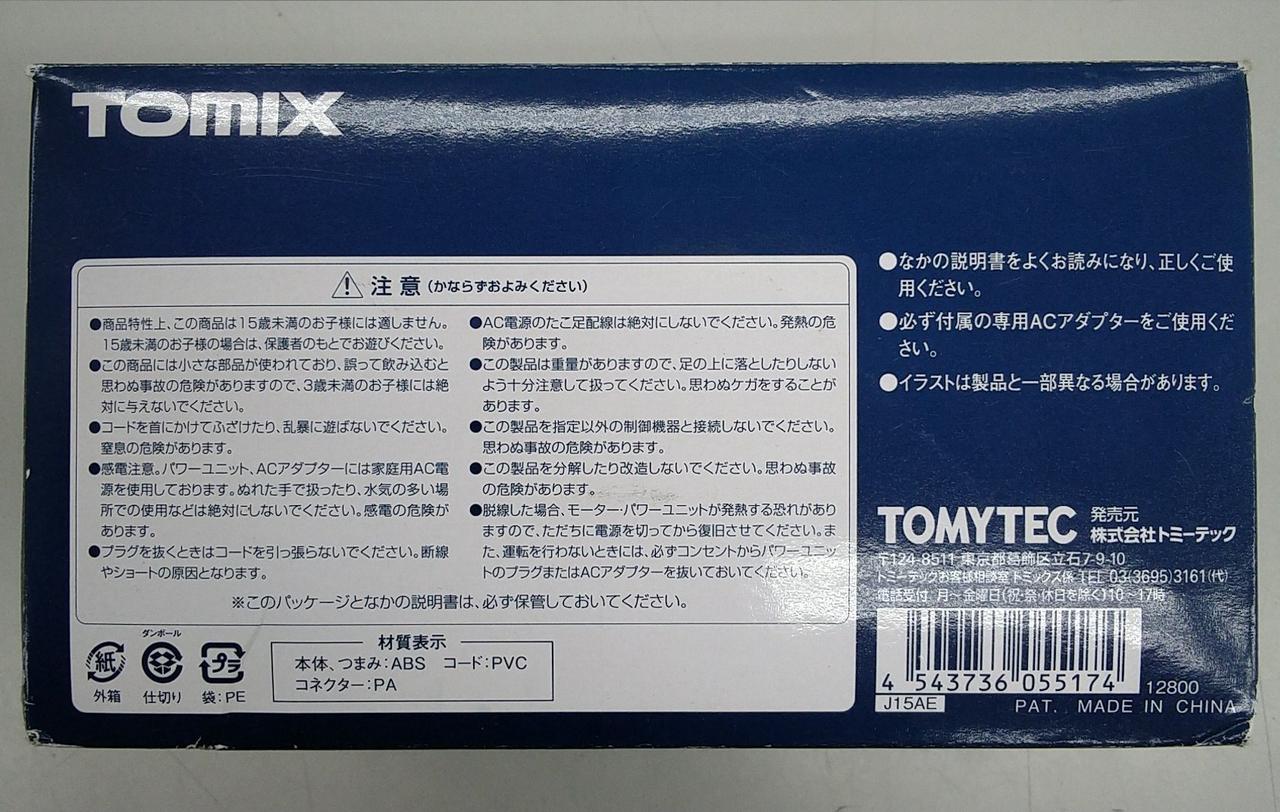 TOMIX
注意(かならずおよみください)
●商品特性上、この商品は15歳未満のお子様には適しません。
15歳未満のお子様の場合は、保護者のもとでお遊びください。
●この商品には小さな部品が使われており、誤って飲み込むと
思わぬ事故の危険がありますので、3歳未満のお子様には絶
対に与えないでください。
●コードを首にかけてふざけたり、乱暴に遊ばないでください。
窒息の危険があります。
●感電注意。パワーユニット、ACアダプターには家庭用AC電
源を使用しております。ぬれた手で扱ったり、水気の多い場
所での使用などは絶対にしないでください。感電の危険が
あります。
●プラグを抜くときはコードを引っ張らないでください。断線
やショートの原因となります。
●AC電源のたこ足配線は絶対にしないでください。発熱の危
険があります。
●この製品は重量がありますので、足の上に落としたりしない
よう十分注意して扱ってください。思わぬケガをすることが
あります。
●この製品を指定以外の制御機器と接続しないでください。
思わぬ事故の危険があります。
●この製品を分解したり改造しないでください。思わぬ事故
の危険があります。
●脱線した場合、モーター・パワーユニットが発熱する恐れがあり
ますので、ただちに電源を切ってから復旧させてください。ま
た、運転を行わないときには、必ずコンセントからパワーユニッ
トのプラグまたはACアダプターを抜いておいてください。
※このパッケージとなかの説明書は、必ず保管しておいてください。
紙
外箱
ダンボール
仕切り
プラ
袋:PE
材質表示
本体、つまみ:ABS コード:PVC
コネクター:PA
●なかの説明書をよくお読みになり、正しくご使
用ください。
●必ず付属の専用ACアダプターをご使用くだ
さい。
●イラストは製品と一部異なる場合があります。
TOMYTEC 発売元
株式会社トミーテック
〒124-8511 東京都葛飾区立石7-9-10
トミーテックお客様相談室 トミックス係 TEL 03(3695)3161(代)
電話受付 月~金曜日(祝・祭・休日を除く)10~17時
4 543736 055174
12800
J15AE
PAT. MADE IN CHINA